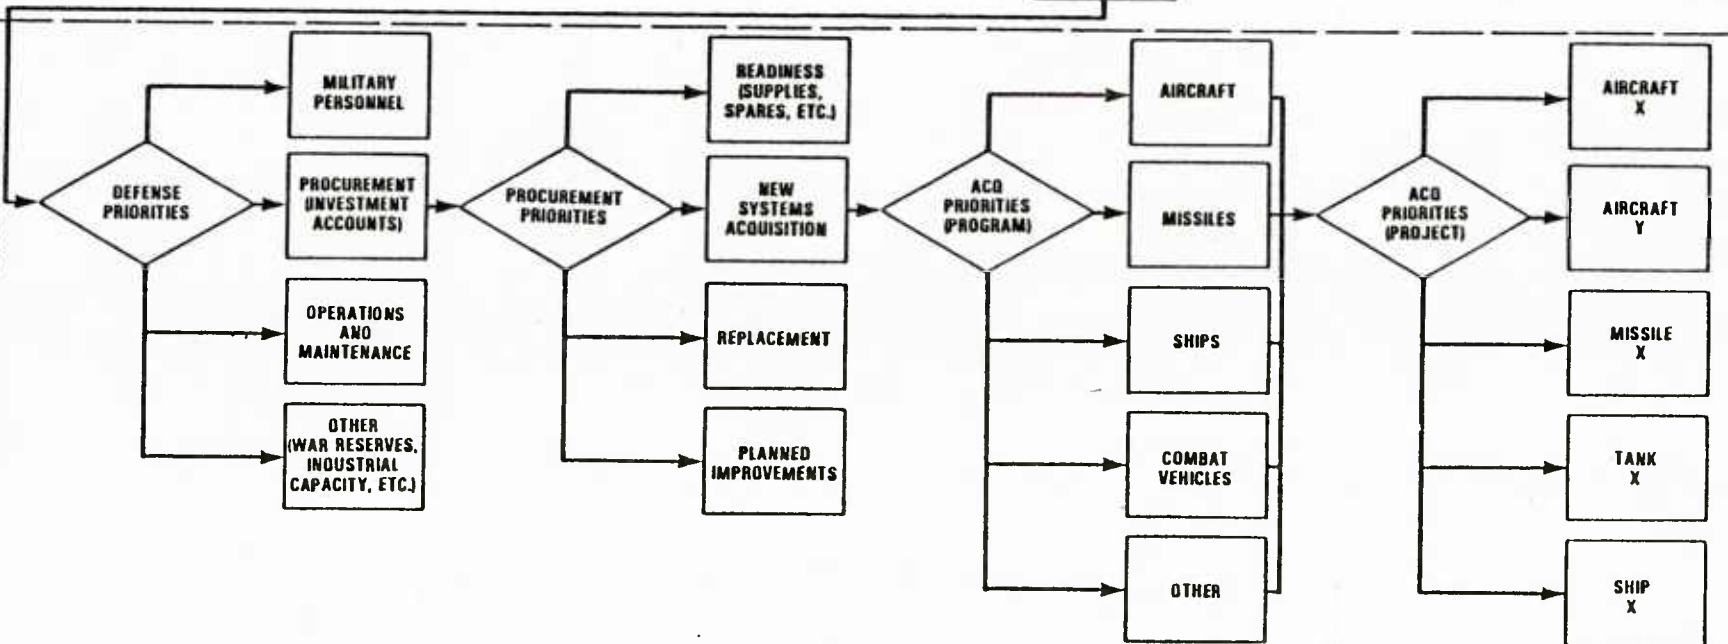 MILITARY
PERSONNEL
DEFENSE
PRIORITIES
PROCUREMENT
(INVESTMENT
ACCOUNTS)
OPERATIONS
AND
MAINTENANCE
OTHER
(WAR RESERVES,
INDUSTRIAL
CAPACITY, ETC.)
READINESS
(SUPPLIES,
SPARES, ETC.)
PROCUREMENT
PRIORITIES
NEW
SYSTEMS
ACQUISITION
REPLACEMENT
PLANNED
IMPROVEMENTS
AIRCRAFT
ACQ
PRIORITIES
(PROGRAM)
MISSILES
SHIPS
COMBAT
VEHICLES
OTHER
AIRCRAFT
X
ACQ
PRIORITIES
(PROJECT)
AIRCRAFT
Y
MISSILE
X
TANK
X
SHIP
X